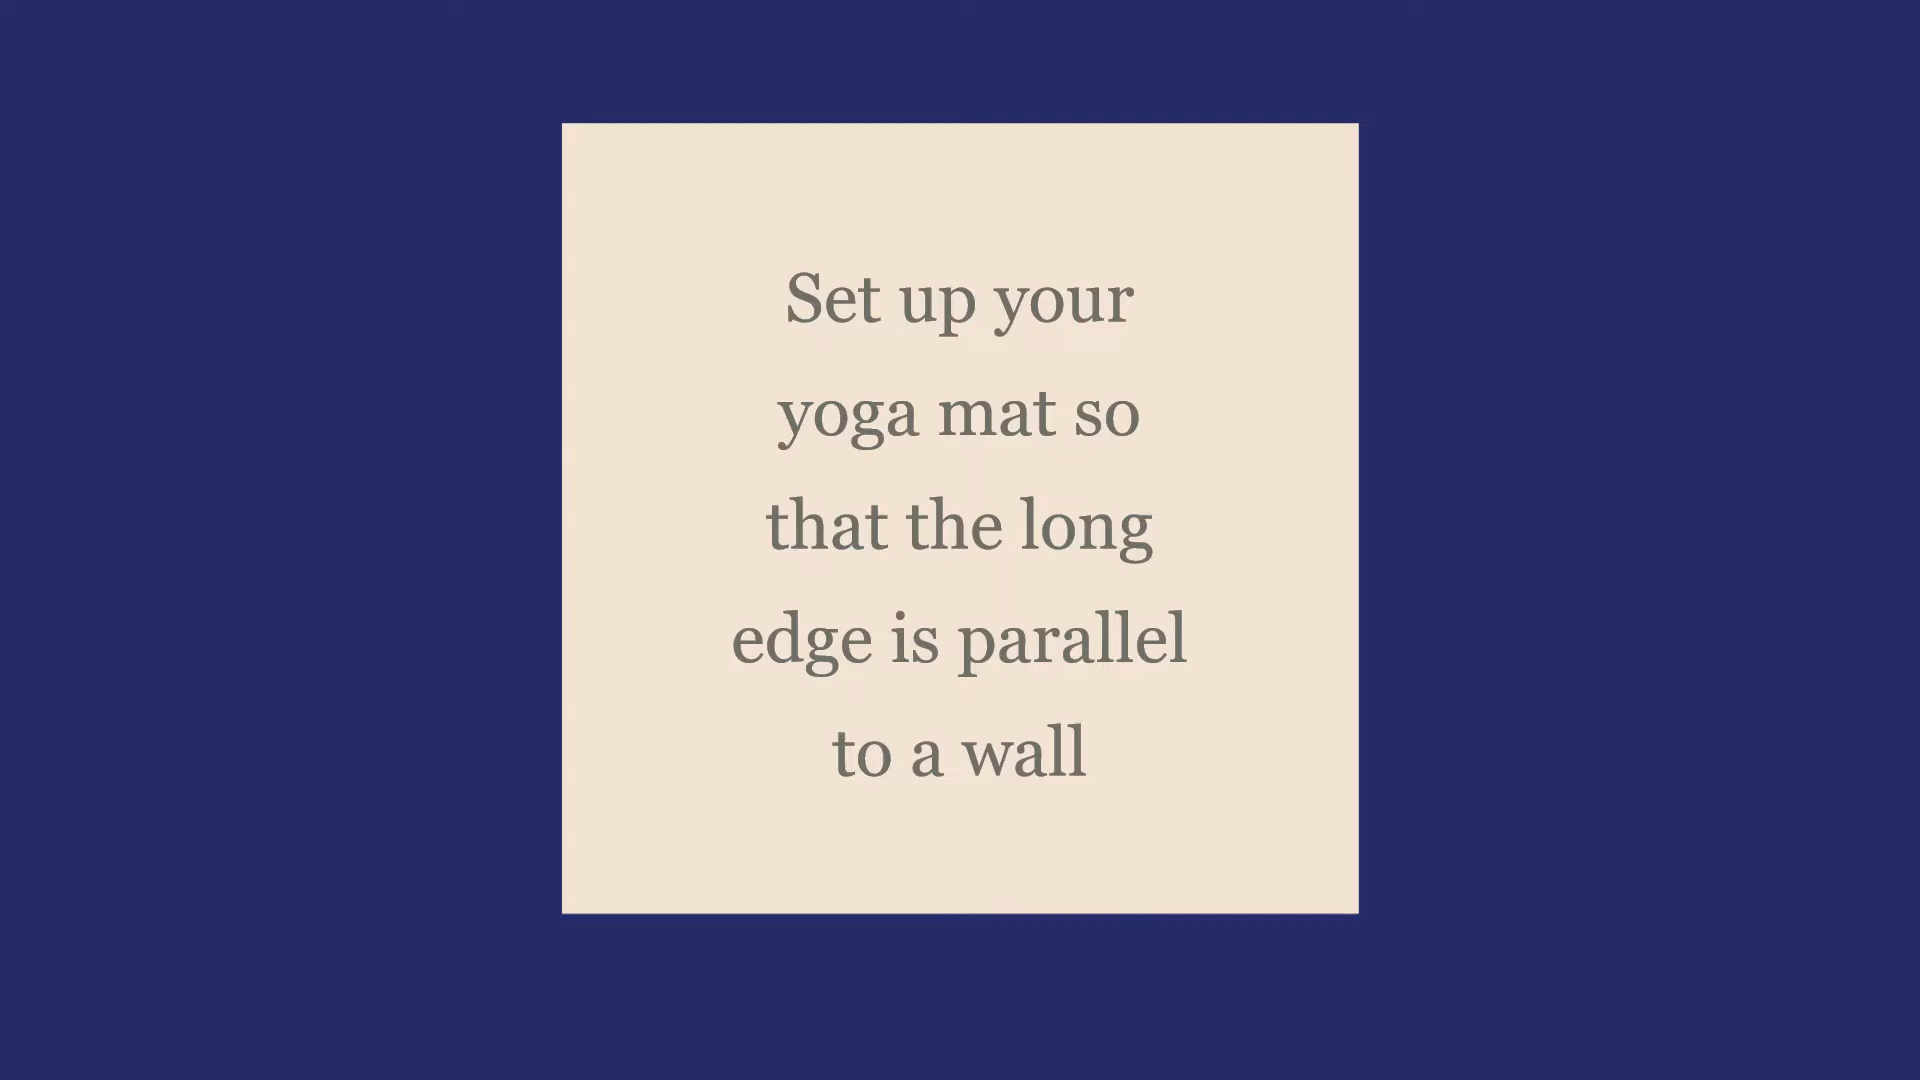 Set up your
yoga mat so
that the long
edge is parallel
to a wall